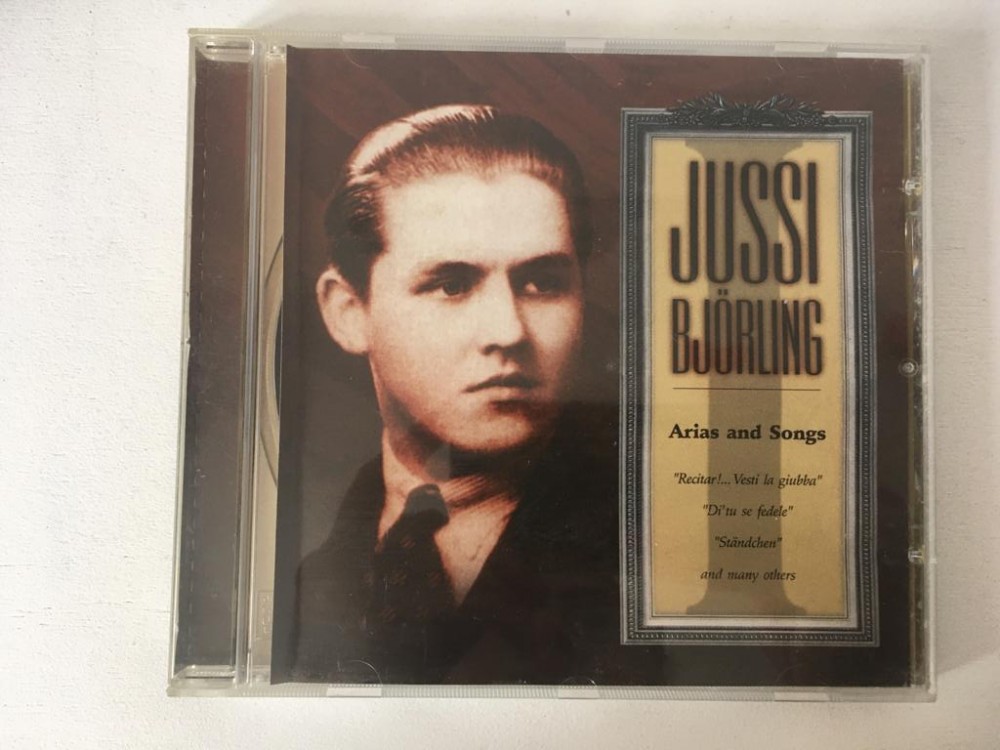 JUSSI
BJÖRLING
Arias and Songs
"Recitar!... Vesti la giubba"
"Di' tu se fedele"
"Ständchen"
and many others